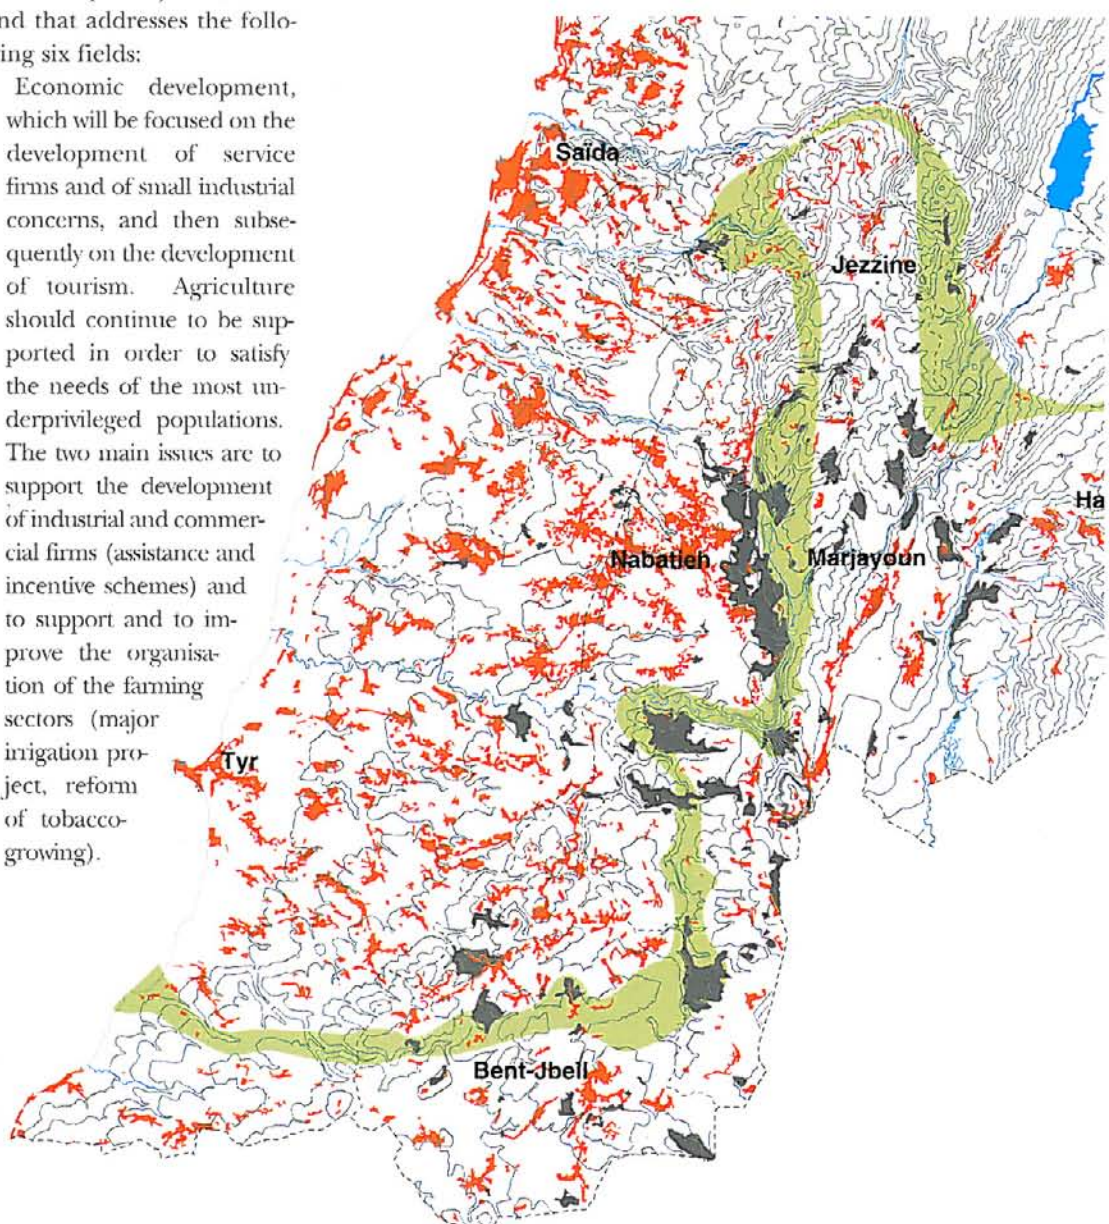 nd that addresses the follo-
ing six fields:
Economic development,
which will be focused on the
development of service
firms and of small industrial
concerns, and then subse-
quently on the development
of tourism. Agriculture
should continue to be sup-
ported in order to satisfy
the needs of the most un-
derprivileged populations.
The two main issues are to
support the development
of industrial and commer-
cial firms (assistance and
incentive schemes) and
to support and to im-
prove the organisa-
tion of the farming
sectors (major
irrigation pro-
ject, reform
of tobacco-
growing).
Saïda
Jezzine
Ha
Nabatieh
Marjayoun
Tyr
Bent-Jbeil